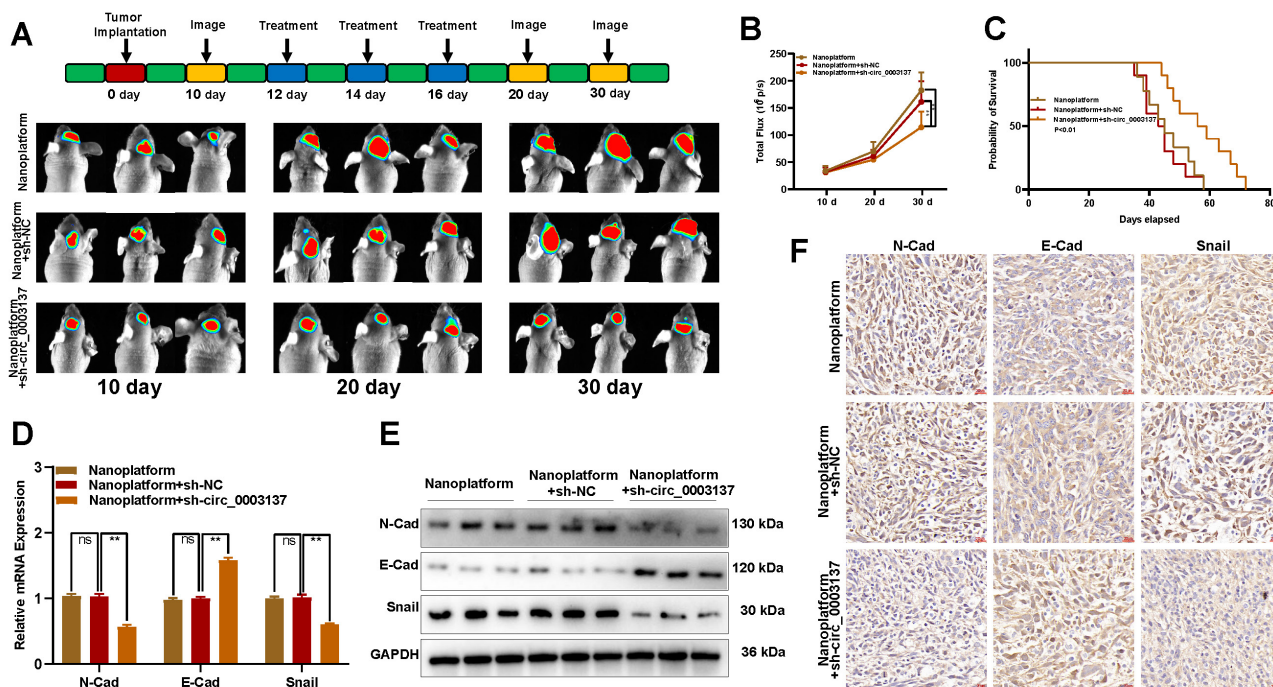 A
Tumor
Implantation
Image
Treatment
Treatment
Treatment
Image
Image
0 day
10 day
12 day
14 day
16 day
20 day
30 day
Nanoplatform
Nanoplatform
+sh-NC
Nanoplatform
+sh-circ_0003137
10 day
20 day
30 day
B
Total Flux (10⁶ p/s)
250
200
150
100
50
0
Nanoplatform
Nanoplatform+sh-NC
Nanoplatform+sh-circ_0003137
10 d
20 d
30 d
C
Probability of Survival
100
50
0
Nanoplatform
Nanoplatform+sh-NC
Nanoplatform+sh-circ_0003137
P<0.01
0
20
40
60
80
Days elapsed
D
Relative mRNA Expression
3
2
1
0
Nanoplatform
Nanoplatform+sh-NC
Nanoplatform+sh-circ_0003137
ns
**
ns
**
ns
**
N-Cad
E-Cad
Snail
E
Nanoplatform
Nanoplatform
+sh-NC
Nanoplatform
+sh-circ_0003137
N-Cad
130 kDa
E-Cad
120 kDa
Snail
30 kDa
GAPDH
36 kDa
F
N-Cad
E-Cad
Snail
Nanoplatform
Nanoplatform
+sh-NC
Nanoplatform
+sh-circ_0003137